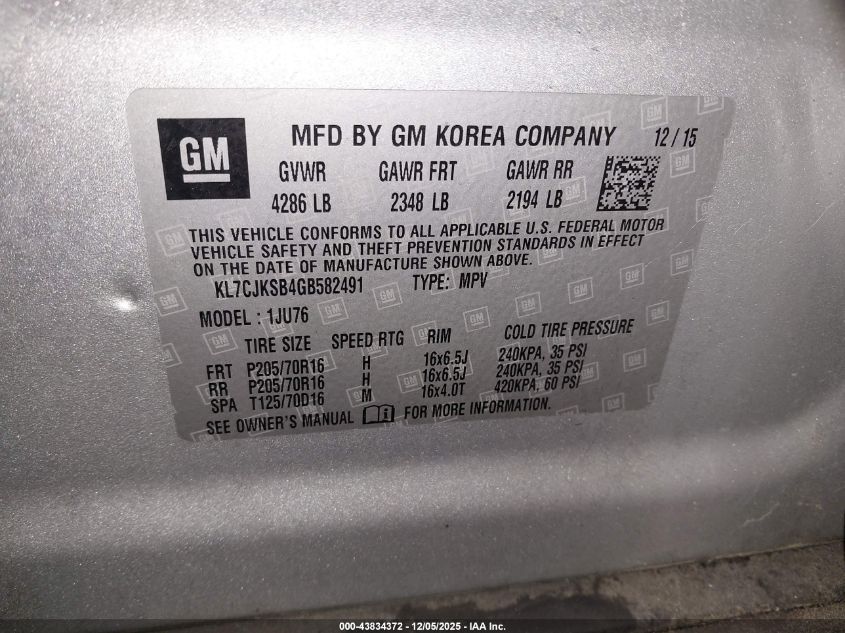 GM
MFD BY GM KOREA COMPANY 12/15
GVWR GAWR FRT GAWR RR
4286 LB 2348 LB 2194 LB
THIS VEHICLE CONFORMS TO ALL APPLICABLE U.S. FEDERAL MOTOR
VEHICLE SAFETY AND THEFT PREVENTION STANDARDS IN EFFECT
ON THE DATE OF MANUFACTURE SHOWN ABOVE.
KL7CJKSB4GB582491 TYPE: MPV
MODEL : 1JU76
TIRE SIZE SPEED RTG RIM COLD TIRE PRESSURE
FRT P205/70R16 H 16x6.5J 240KPA, 35 PSI
RR P205/70R16 H 16x6.5J 240KPA, 35 PSI
SPA T125/70D16 M 16x4.0T 420KPA, 60 PSI
SEE OWNER'S MANUAL FOR MORE INFORMATION.
000-43834372 - 12/05/2025 - IAA Inc.